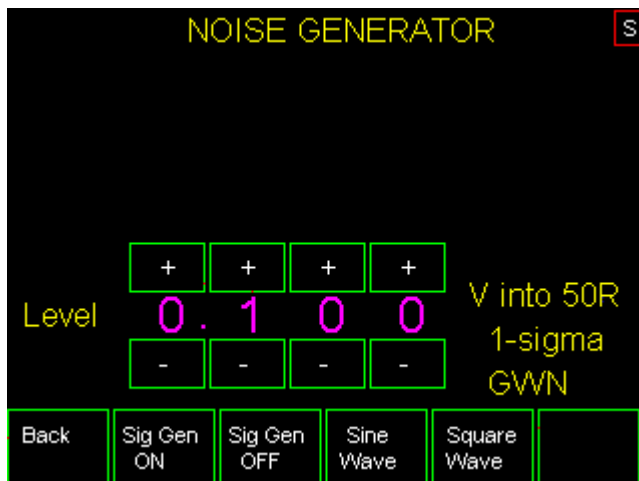 NOISE GENERATOR S
+ + + +
Level 0.100 V into 50R
1-sigma
- - - -
GWN
Back Sig Gen ON Sig Gen OFF Sine Wave Square Wave